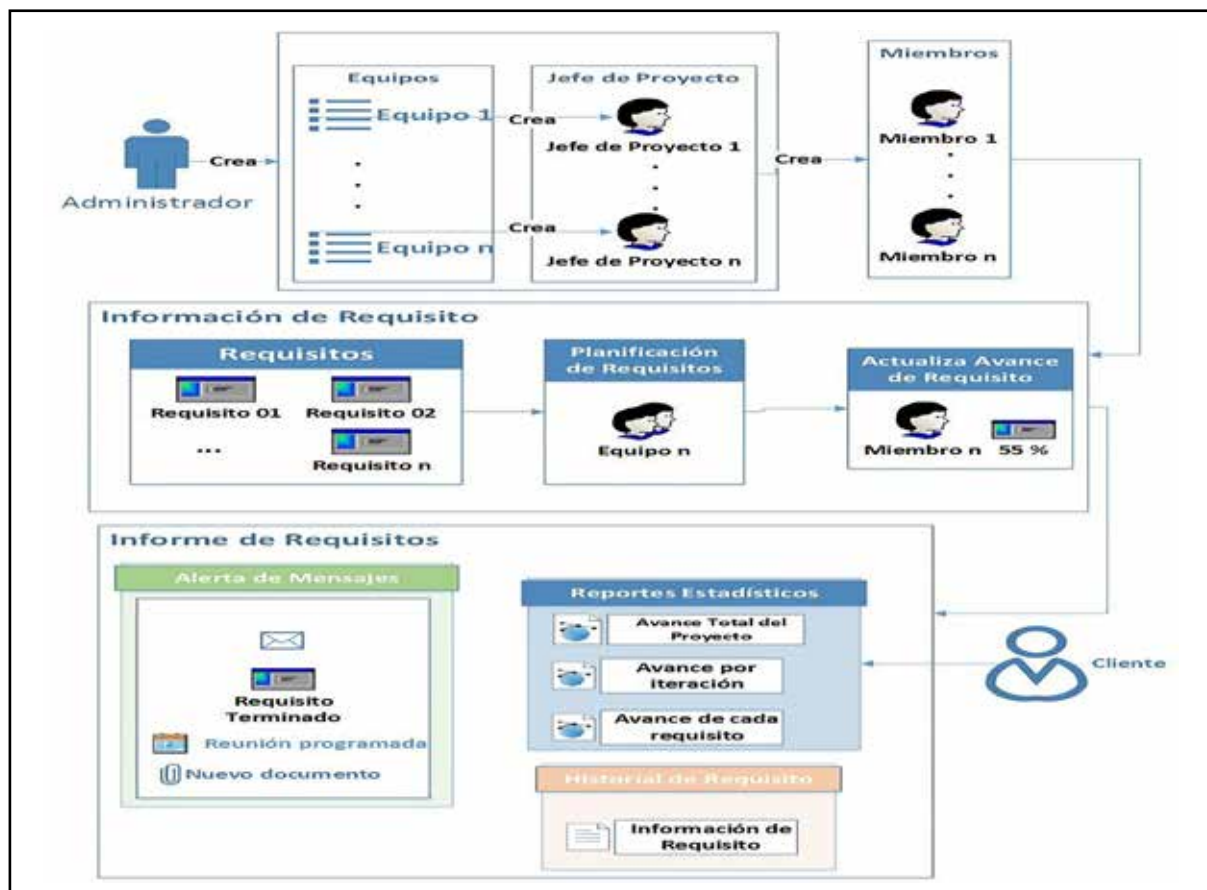 Equipos
Jefe de Proyecto
Miembros
Equipo 1
Crea
Jefe de Proyecto 1
Miembro 1
Crea
Crea
Administrador
Crea
Equipo n
Jefe de Proyecto n
Miembro n
Información de Requisito
Requisitos
Requisito 01
Requisito 02
...
Requisito n
Planificación
de Requisitos
Equipo n
Actualiza Avance
de Requisito
Miembro n
55 %
Informe de Requisitos
Alerta de Mensajes
Requisito
Terminado
Reunión programada
Nuevo documento
Reportes Estadísticos
Avance Total del
Proyecto
Avance por
iteración
Avance de cada
requisito
Cliente
Historial de Requisito
Información de
Requisito